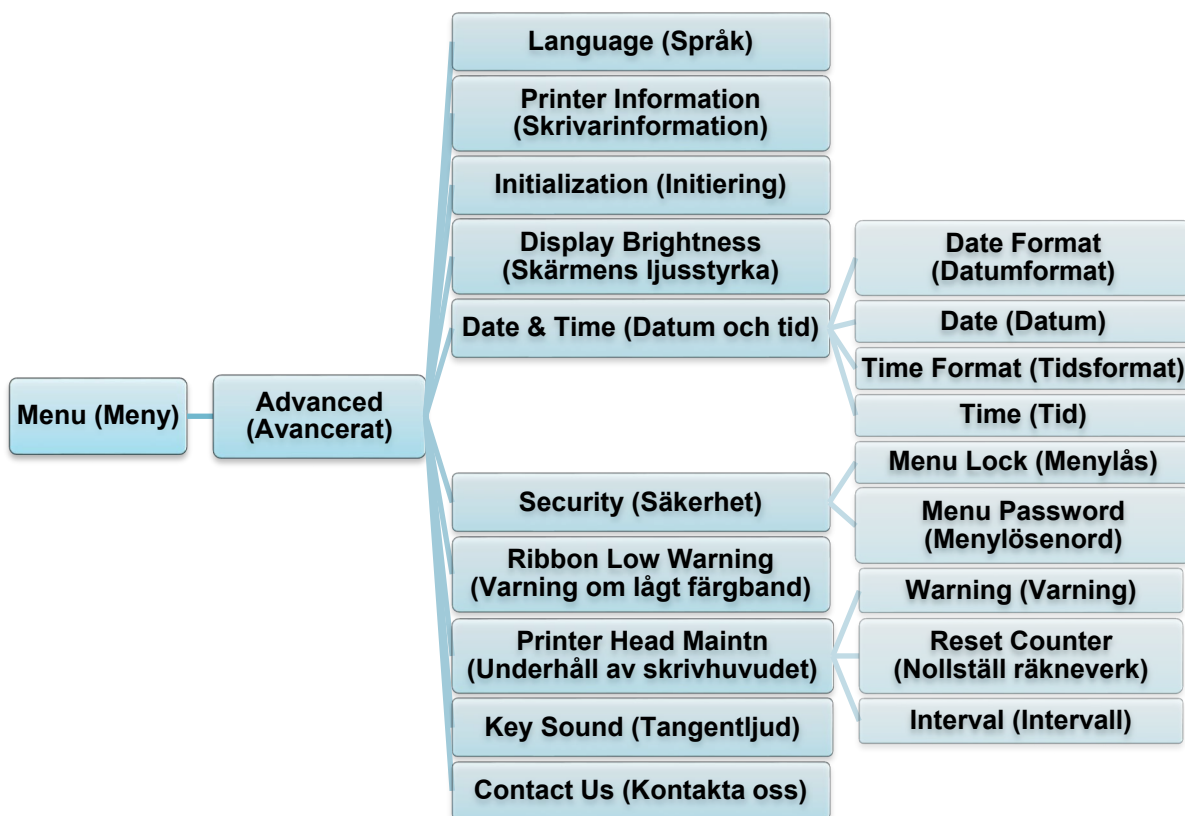 Menu (Meny)
Advanced
(Avancerat)
Language (Språk)
Printer Information
(Skrivarinformation)
Initialization (Initiering)
Display Brightness
(Skärmens ljusstyrka)
Date & Time (Datum och tid)
Date Format
(Datumformat)
Date (Datum)
Time Format (Tidsformat)
Time (Tid)
Security (Säkerhet)
Menu Lock (Menylås)
Menu Password
(Menylösenord)
Ribbon Low Warning
(Varning om lågt färgband)
Printer Head Maintn
(Underhåll av skrivhuvudet)
Warning (Varning)
Reset Counter
(Nollställ räkneverk)
Interval (Intervall)
Key Sound (Tangentljud)
Contact Us (Kontakta oss)